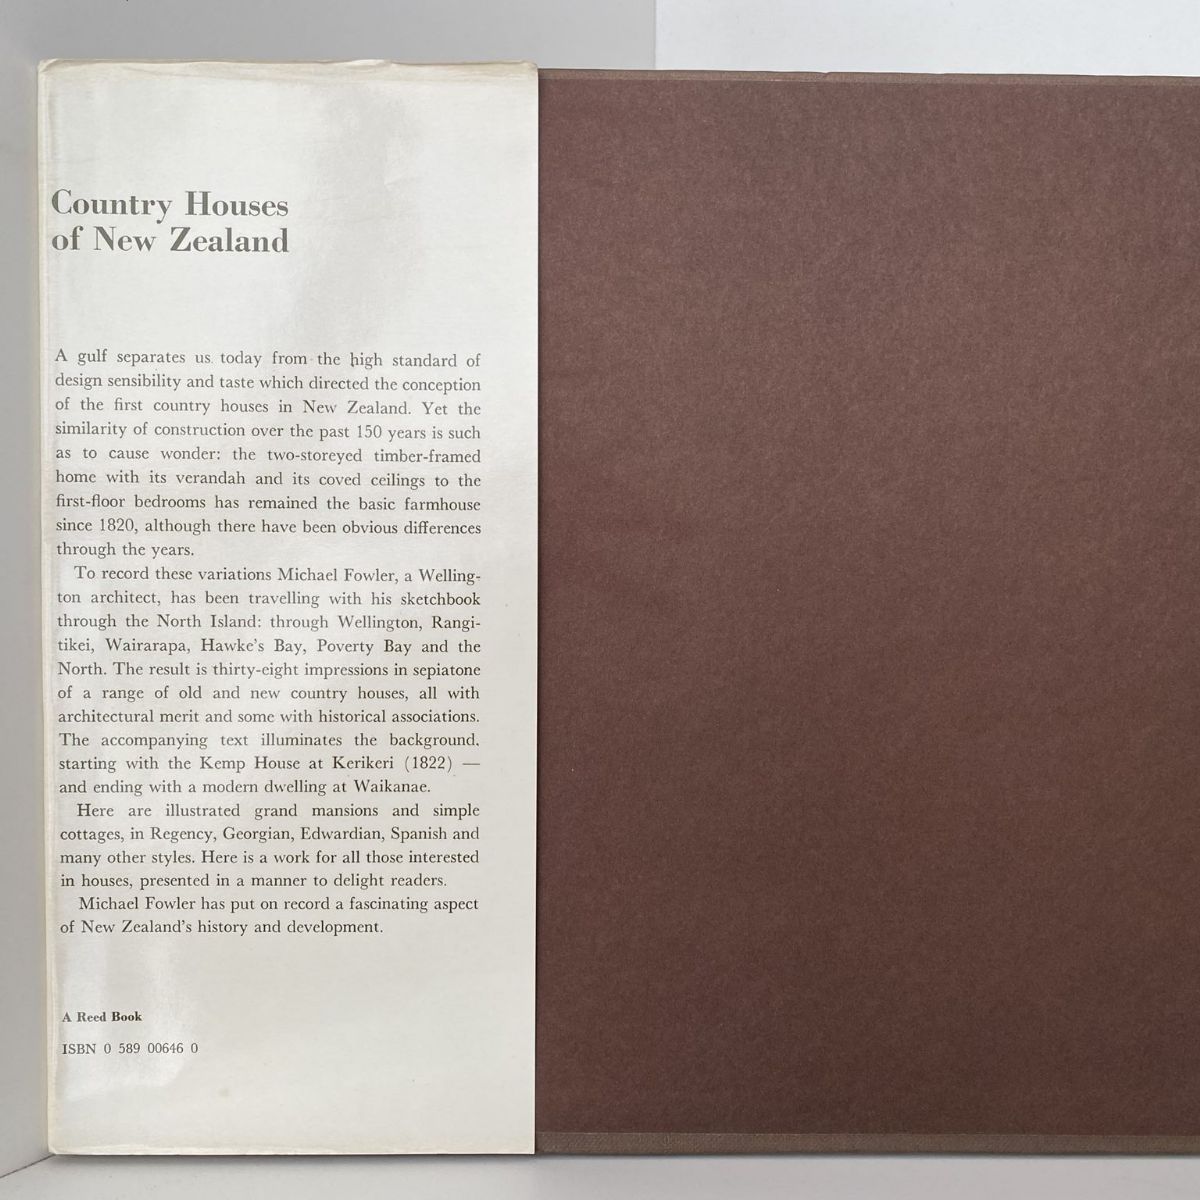 Country Houses
of New Zealand
A gulf separates us today from the high standard of
design sensibility and taste which directed the conception
of the first country houses in New Zealand. Yet the
similarity of construction over the past 150 years is such
as to cause wonder: the two-storeyed timber-framed
home with its verandah and its coved ceilings to the
first-floor bedrooms has remained the basic farmhouse
since 1820, although there have been obvious differences
through the years.
To record these variations Michael Fowler, a Welling-
ton architect, has been travelling with his sketchbook
through the North Island: through Wellington, Rangi-
tikei, Wairarapa, Hawke's Bay, Poverty Bay and the
North. The result is thirty-eight impressions in sepiatone
of a range of old and new country houses, all with
architectural merit and some with historical associations.
The accompanying text illuminates the background,
starting with the Kemp House at Kerikeri (1822) —
and ending with a modern dwelling at Waikanae.
Here are illustrated grand mansions and simple
cottages, in Regency, Georgian, Edwardian, Spanish and
many other styles. Here is a work for all those interested
in houses, presented in a manner to delight readers.
Michael Fowler has put on record a fascinating aspect
of New Zealand's history and development.
A Reed Book
ISBN 0 589 00646 0